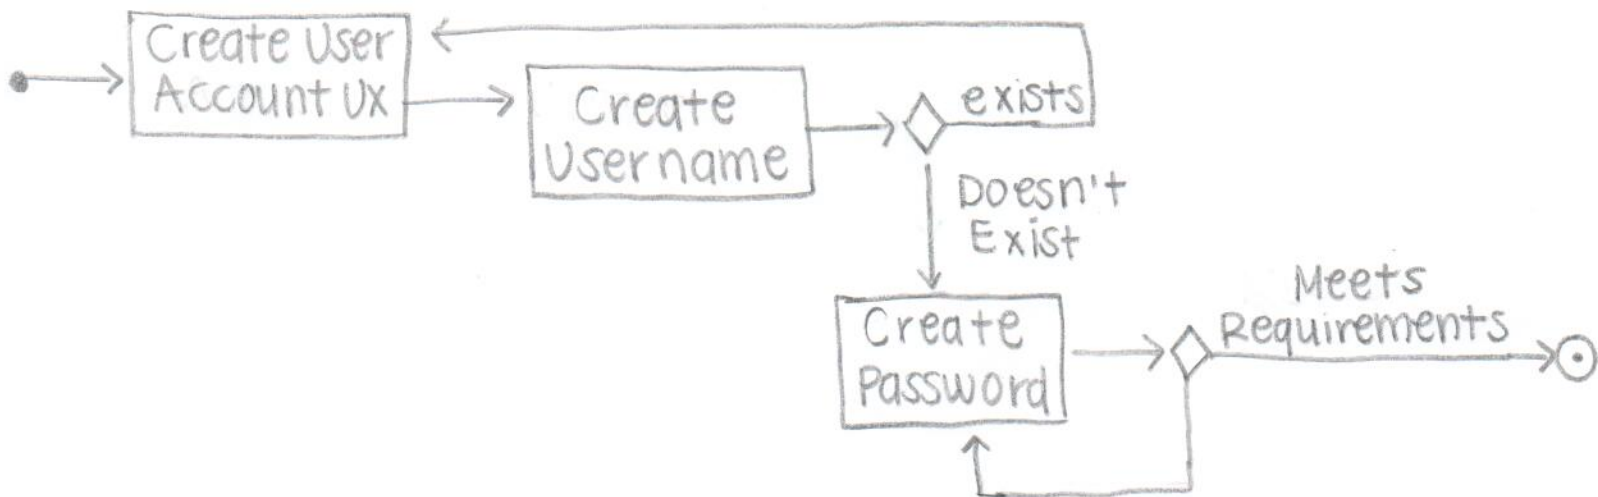 Create User
Account Ux
Create
Username
exists
Doesn't
Exist
Create
Password
Meets
Requirements